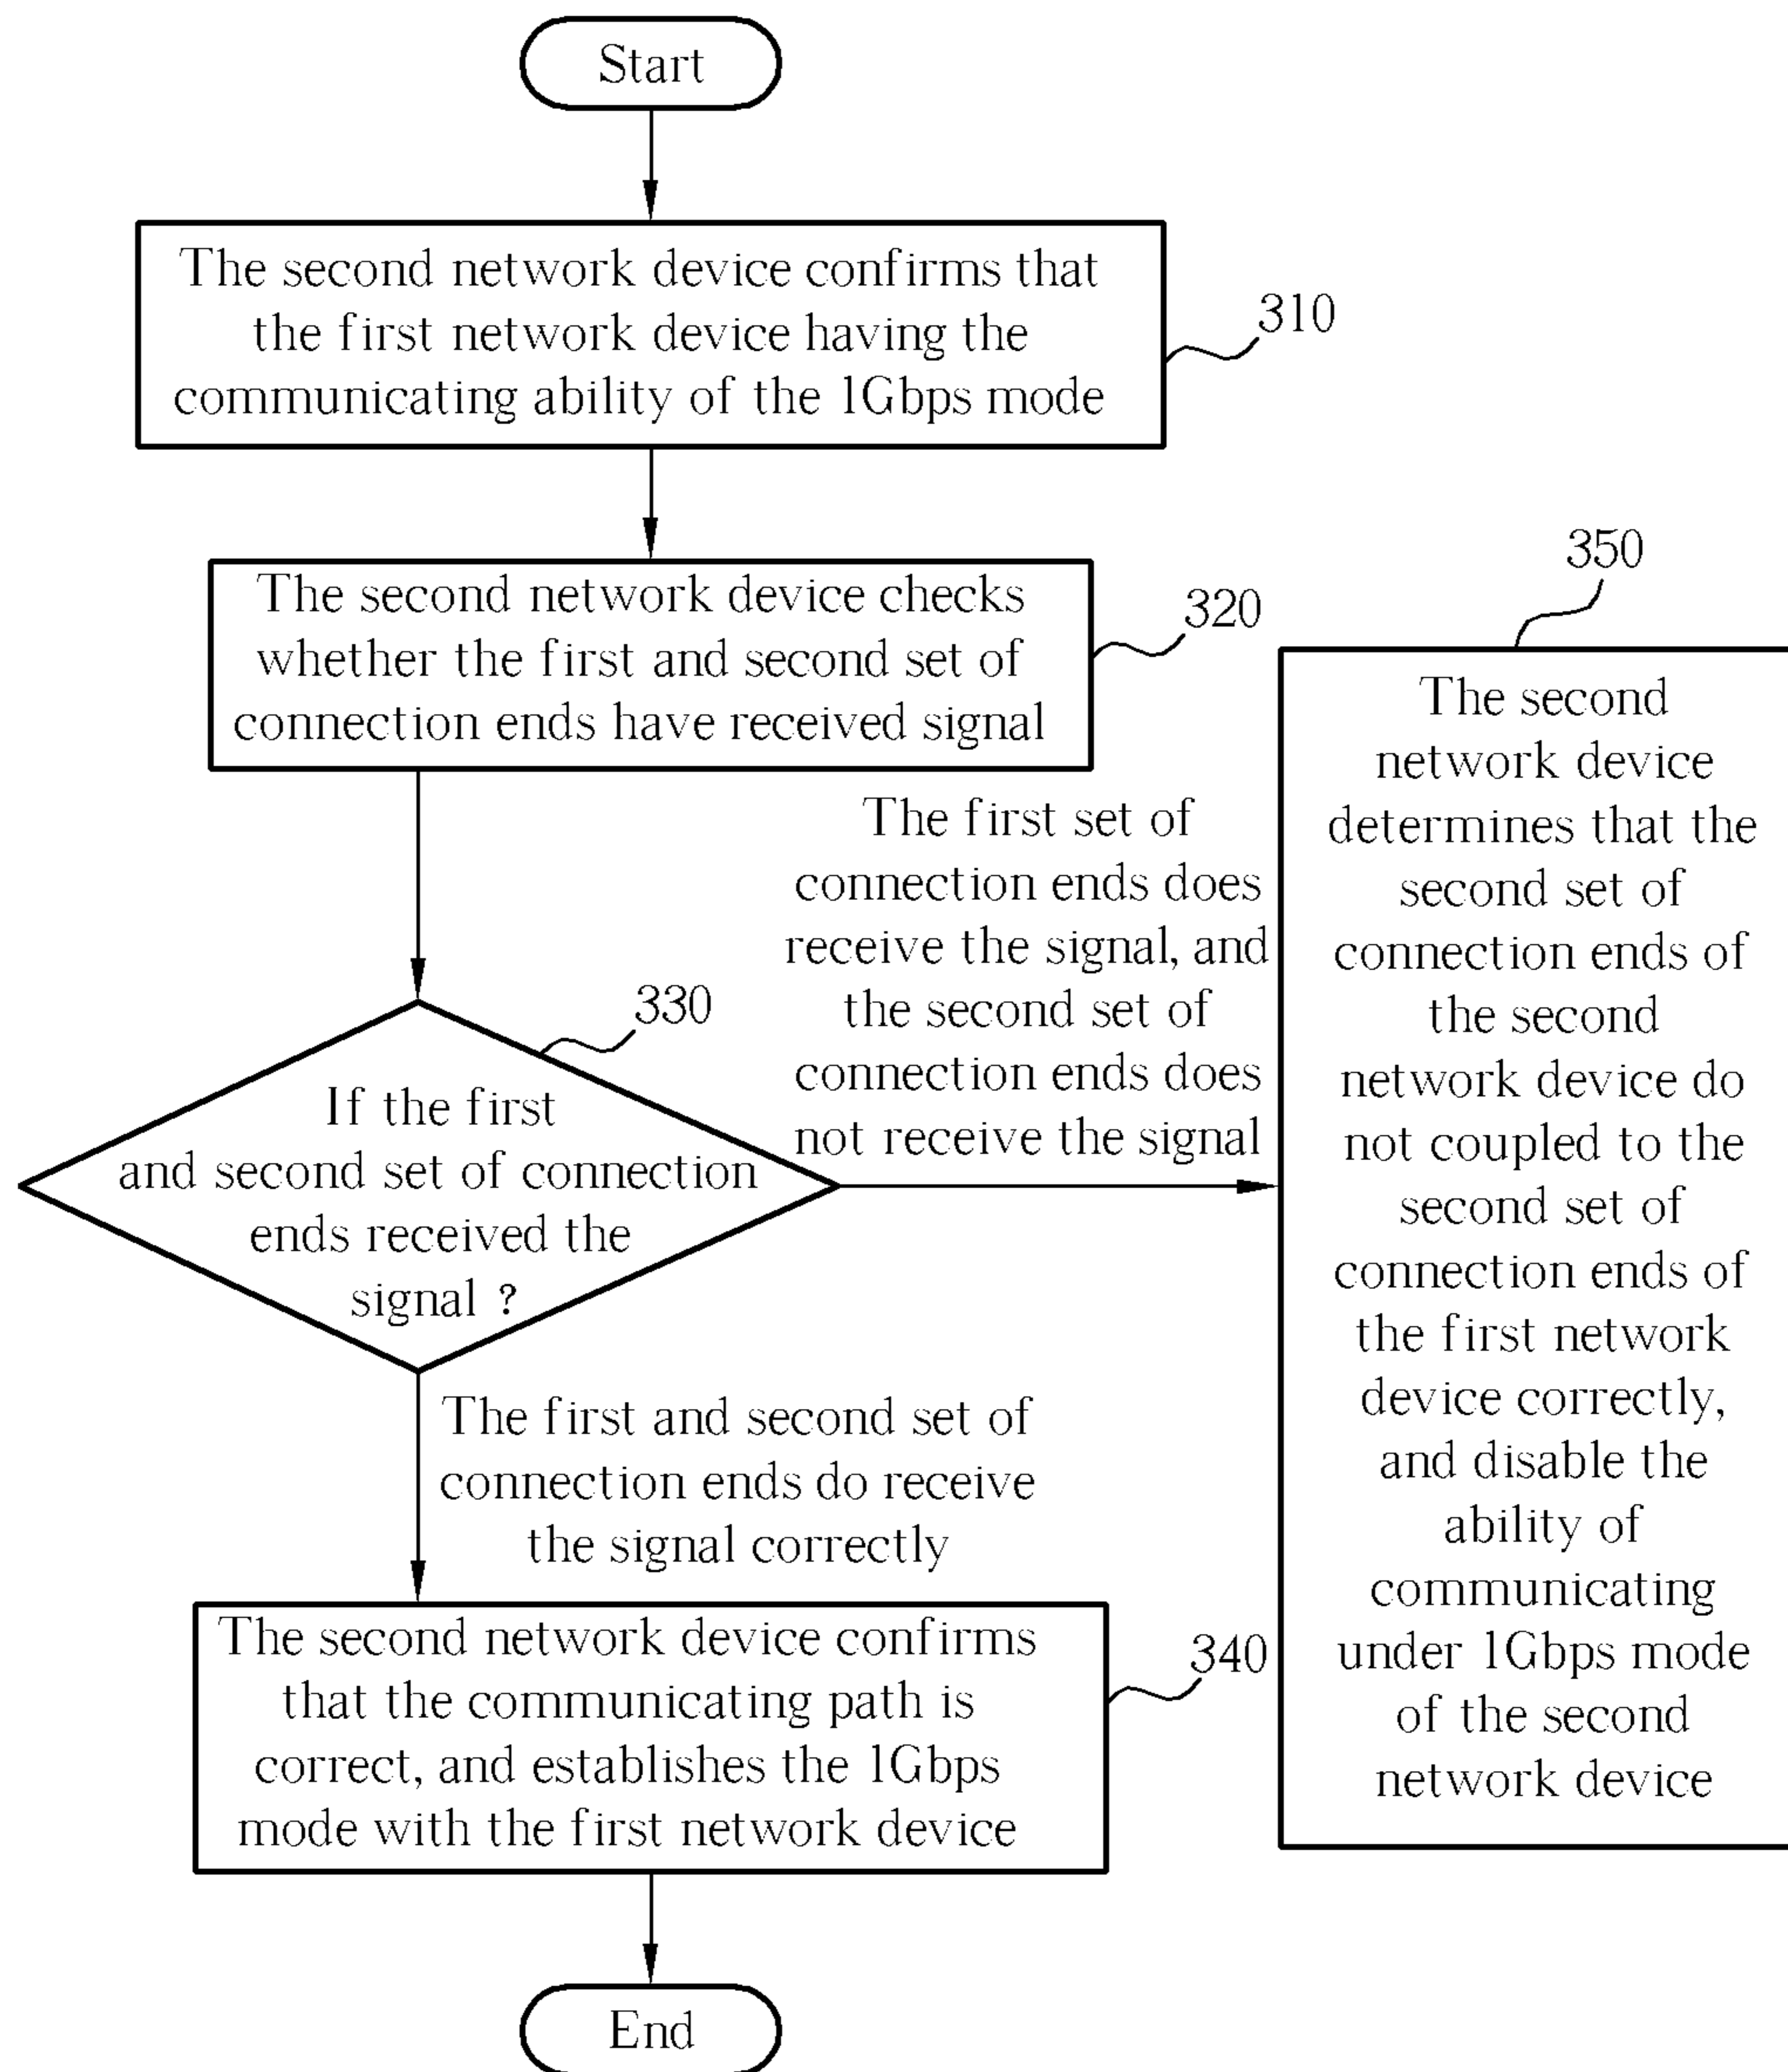 Start
The second network device confirms that
the first network device having the
communicating ability of the 1Gbps mode
310
The second network device checks
whether the first and second set of
connection ends have received signal
320
If the first
and second set of connection
ends received the
signal ?
330
The first set of
connection ends does
receive the signal, and
the second set of
connection ends does
not receive the signal
350
The second
network device
determines that the
second set of
connection ends of
the second
network device do
not coupled to the
second set of
connection ends of
the first network
device correctly,
and disable the
ability of
communicating
under 1Gbps mode
of the second
network device
The first and second set of
connection ends do receive
the signal correctly
The second network device confirms
that the communicating path is
correct, and establishes the 1Gbps
mode with the first network device
340
End